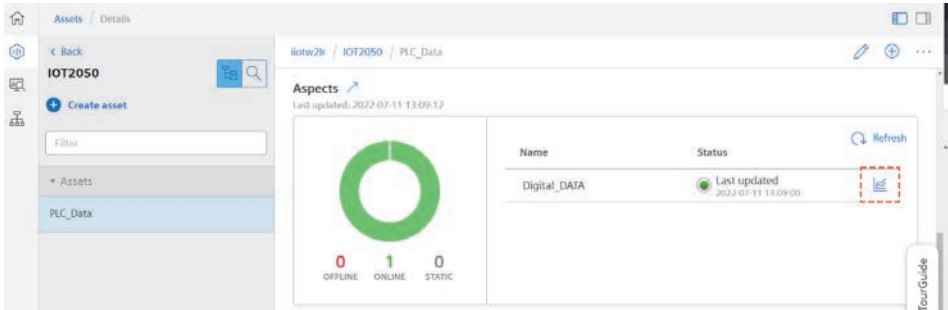 Assets / Details
< Back
IOT2050
Create asset
Filter
Assets
PLC_Data
iiotw2lr / IOT2050 / PLC_Data
Aspects
Last updated: 2022-07-11 13:09:12
0 1 0
OFFLINE ONLINE STATIC
Refresh
Name Status
Digital_DATA Last updated
2022-07-11 13:09:00
TourGuide